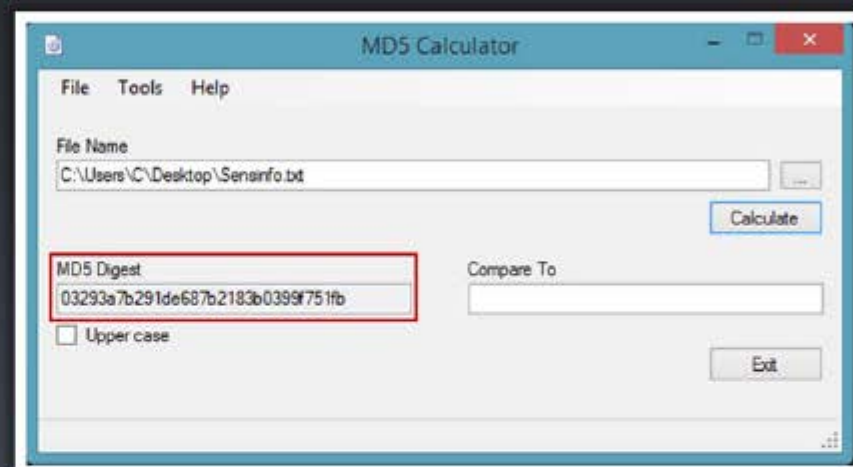 MD5 Calculator
File Tools Help
File Name
C:\Users\C\Desktop\Sensinfo.txt
...
Calculate
MD5 Digest
Compare To
03293a7b291de687b2183b0399f751fb
Upper case
Exit